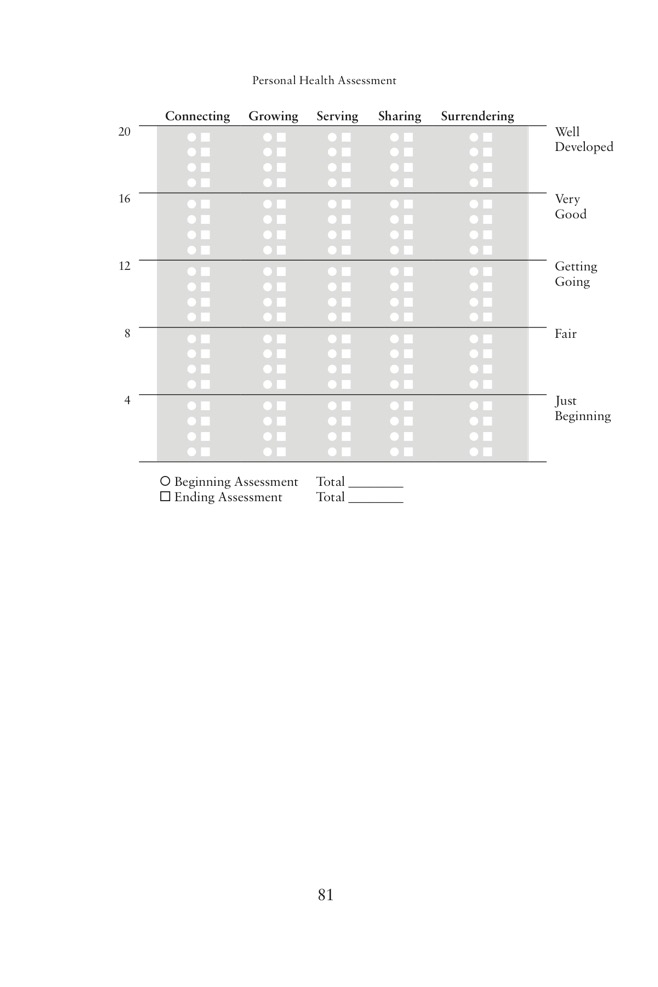 Personal Health Assessment
Connecting Growing Serving Sharing Surrendering
20 Well
Developed
16 Very
Good
12 Getting
Going
8 Fair
4 Just
Beginning
Beginning Assessment Total ________
Ending Assessment Total ________
81